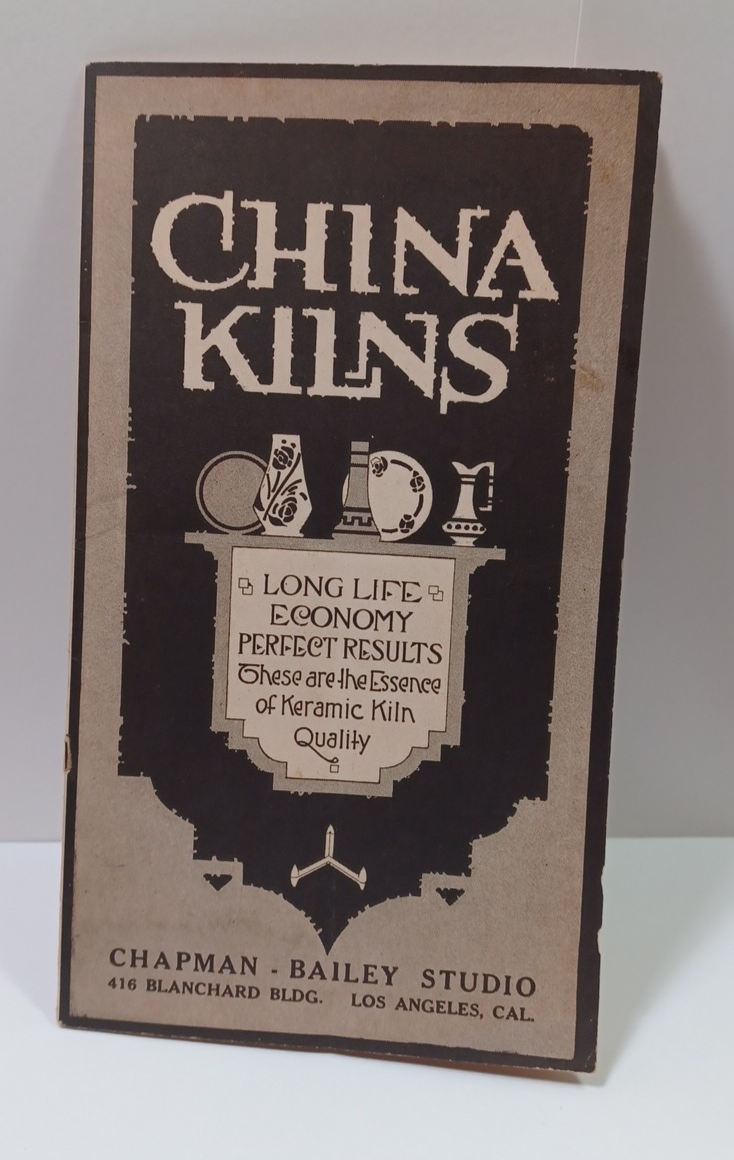 CHINA
KILNS
LONG LIFE
ECONOMY
PERFECT RESULTS
These are the Essence
of Keramic Kiln
Quality
CHAPMAN - BAILEY STUDIO
416 BLANCHARD BLDG. LOS ANGELES, CAL.